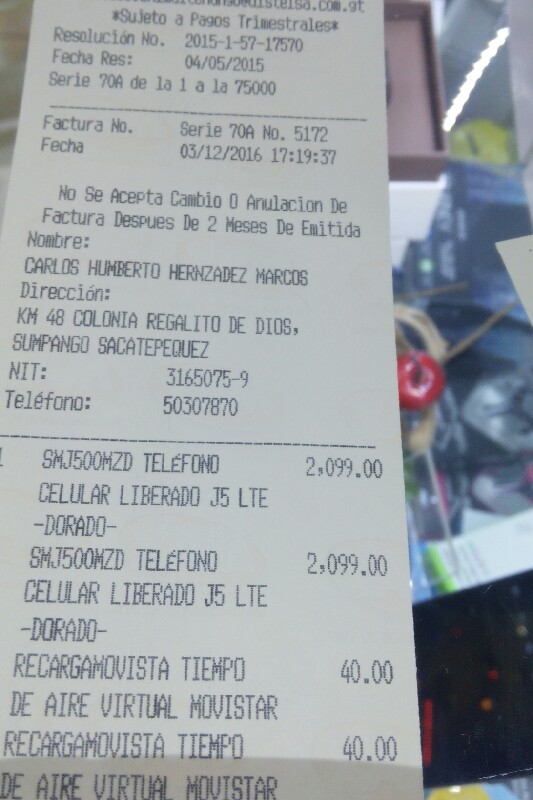 *Sujeto a Pagos Trimestrales*
Resolución No. 2015-1-57-17570
Fecha Res: 04/05/2015
Serie 70A de la 1 a la 75000
Factura No. Serie 70A No. 5172
Fecha 03/12/2016 17:19:37
No Se Acepta Cambio O Anulacion De
Factura Despues De 2 Meses De Emitida
Nombre:
CARLOS HUMBERTO HERNZADEZ MARCOS
Dirección:
KM 48 COLONIA REGALITO DE DIOS,
SUMPANGO SACATEPEQUEZ
NIT: 3165075-9
Teléfono: 50307870
1 SMJ500MZD TELÉFONO 2,099.00
CELULAR LIBERADO J5 LTE
-DORADO-
SMJ500MZD TELÉFONO 2,099.00
CELULAR LIBERADO J5 LTE
-DORADO-
RECARGAMOVISTA TIEMPO 40.00
DE AIRE VIRTUAL MOVISTAR
RECARGAMOVISTA TIEMPO 40.00
DE AIRE VIRTUAL MOVISTAR